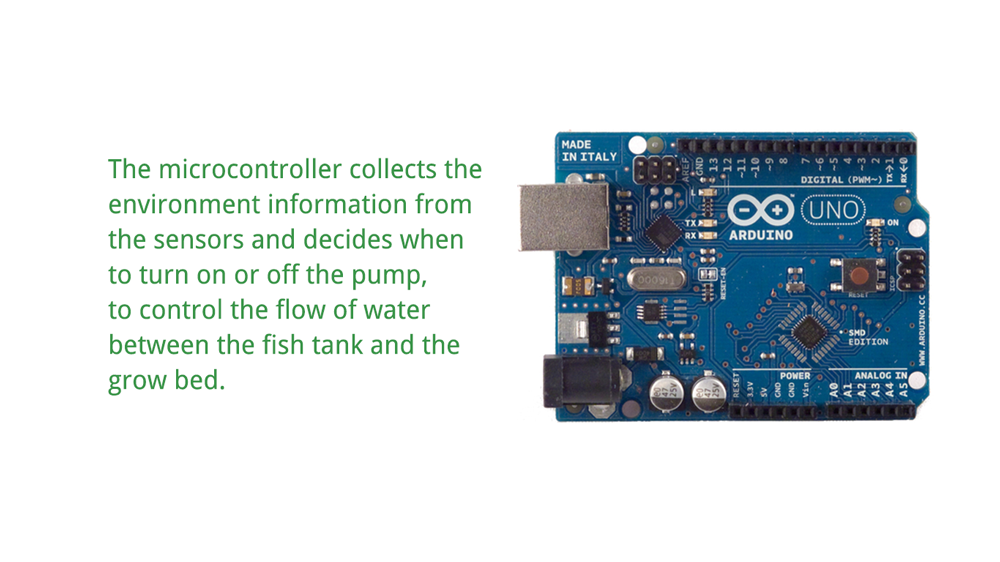 The microcontroller collects the
environment information from
the sensors and decides when
to turn on or off the pump,
to control the flow of water
between the fish tank and the
grow bed.
MADE
IN ITALY
AREF
GND
13
12
~11
~10
~9
8
7
~6
~5
4
~3
2
TX→1
RX←0
DIGITAL (PWM~)
L
TX
RX
ARDUINO
UNO
ON
ICSP
RESET
RESET-EN
SMD
EDITION
WWW.ARDUINO.CC
POWER
ANALOG IN
RESET
3.3V
5V
GND
GND
Vin
A0
A1
A2
A3
A4
A5
47
25V
47
25V